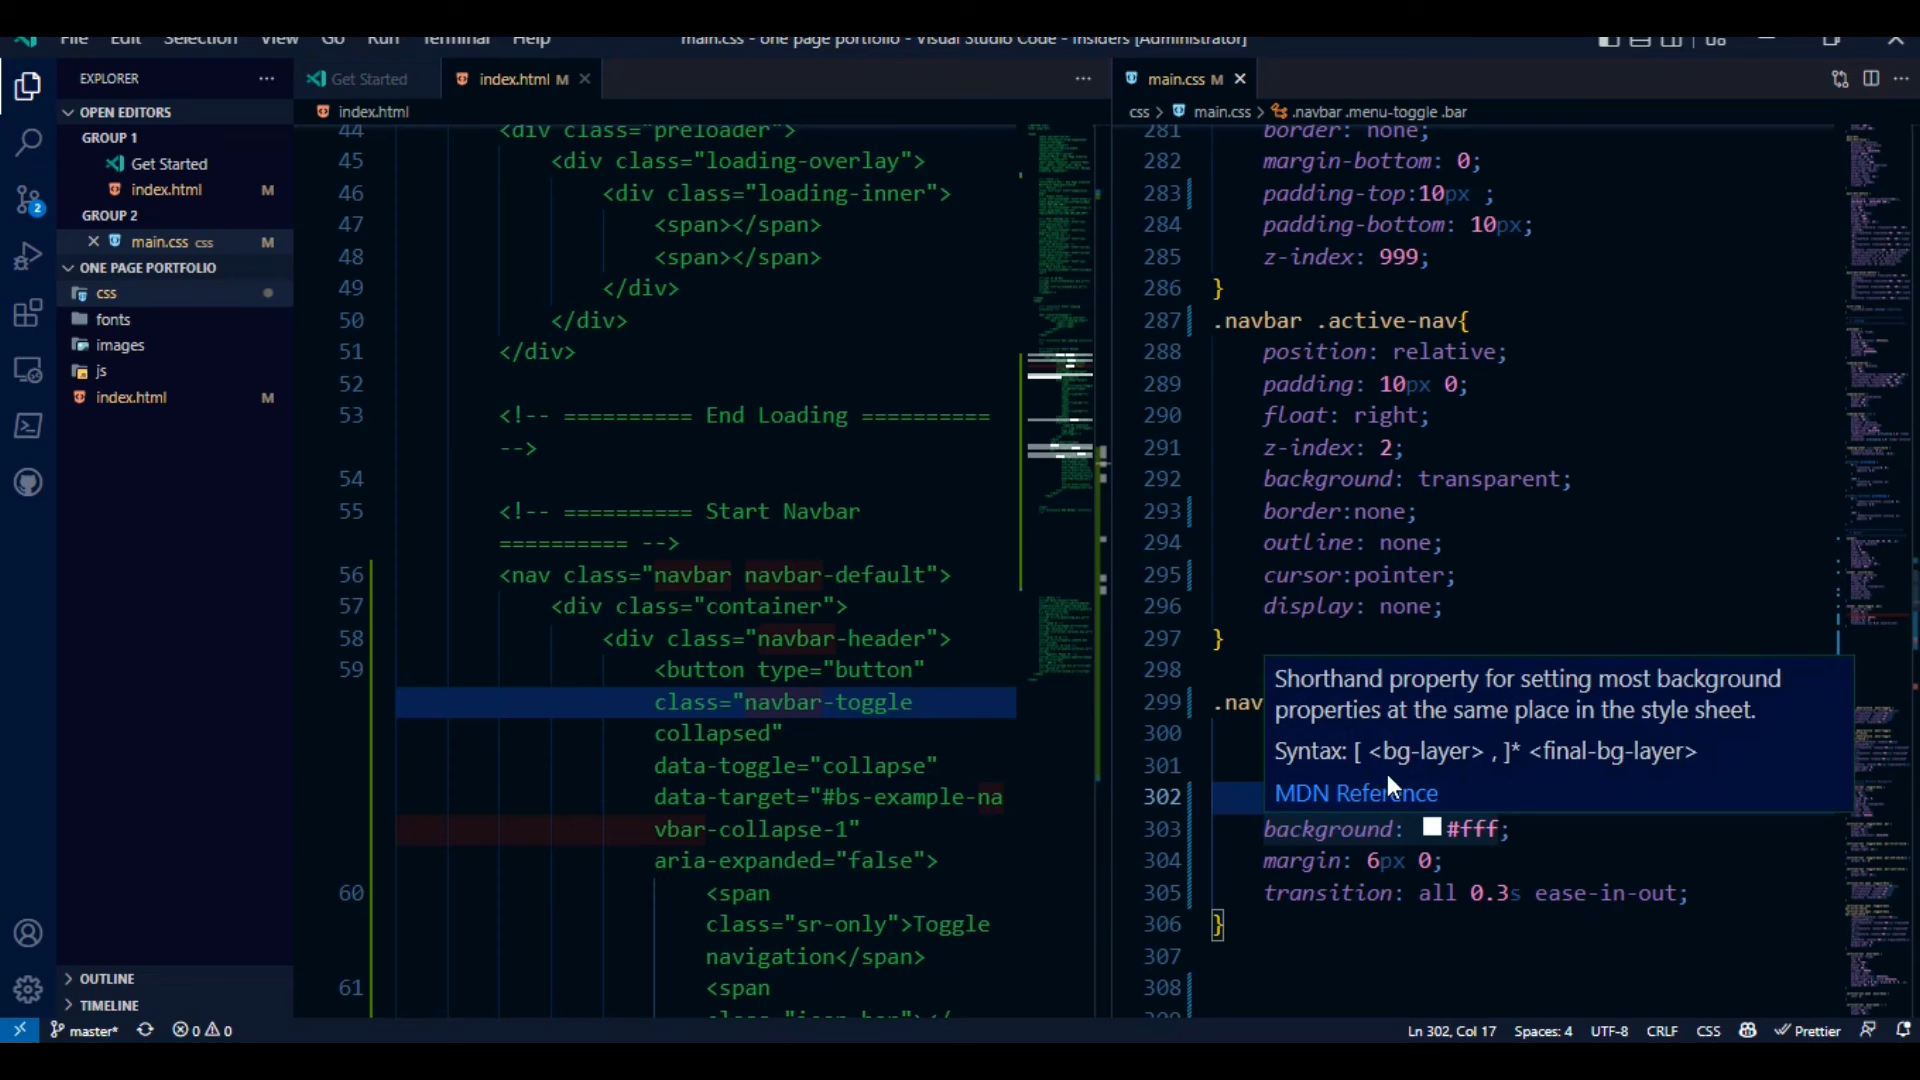 File Edit Selection View Go Run Terminal Help
main.css - one page portfolio - Visual Studio Code - Insiders [Administrator]
EXPLORER
OPEN EDITORS
GROUP 1
Get Started
index.html M
GROUP 2
main.css css M
ONE PAGE PORTFOLIO
css
fonts
images
js
index.html M
OUTLINE
TIMELINE
Get Started
index.html M
index.html
44 <div class="preloader">
45 <div class="loading-overlay">
46 <div class="loading-inner">
47 <span></span>
48 <span></span>
49 </div>
50 </div>
51 </div>
52
53 <!-- ========== End Loading ==========
-->
54
55 <!-- ========== Start Navbar
========== -->
56 <nav class="navbar navbar-default">
57 <div class="container">
58 <div class="navbar-header">
59 <button type="button"
class="navbar-toggle
collapsed"
data-toggle="collapse"
data-target="#bs-example-na
vbar-collapse-1"
aria-expanded="false">
60 <span
class="sr-only">Toggle
navigation</span>
61 <span
class="icon-bar"></
main.css M
css > main.css > .navbar .menu-toggle .bar
281 border: none;
282 margin-bottom: 0;
283 padding-top:10px ;
284 padding-bottom: 10px;
285 z-index: 999;
286 }
287 .navbar .active-nav{
288 position: relative;
289 padding: 10px 0;
290 float: right;
291 z-index: 2;
292 background: transparent;
293 border:none;
294 outline: none;
295 cursor:pointer;
296 display: none;
297 }
298
299 .nav
300
301
302
303 background: #fff;
304 margin: 6px 0;
305 transition: all 0.3s ease-in-out;
306 }
307
308
309
Shorthand property for setting most background
properties at the same place in the style sheet.
Syntax: [ <bg-layer> , ]* <final-bg-layer>
MDN Reference
2
master* 0 0
Ln 302, Col 17 Spaces: 4 UTF-8 CRLF CSS Prettier